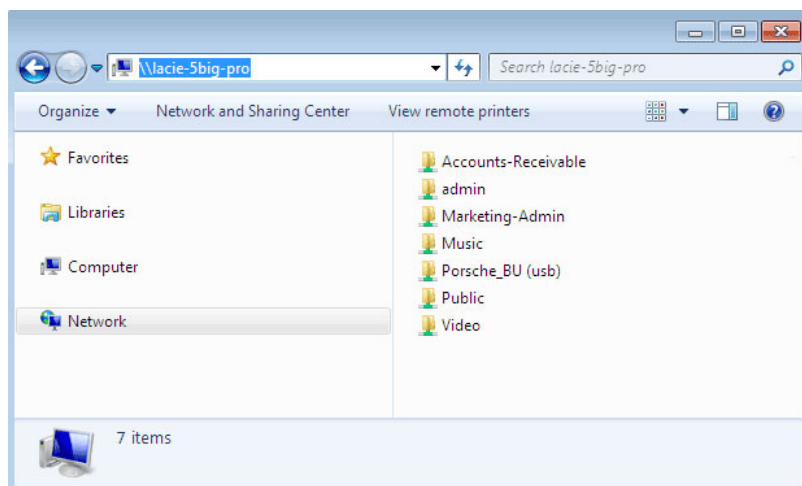 \\lacie-5big-pro
Search lacie-5big-pro
Organize
Network and Sharing Center
View remote printers
Favorites
Libraries
Computer
Network
Accounts-Receivable
admin
Marketing-Admin
Music
Porsche_BU (usb)
Public
Video
7 items